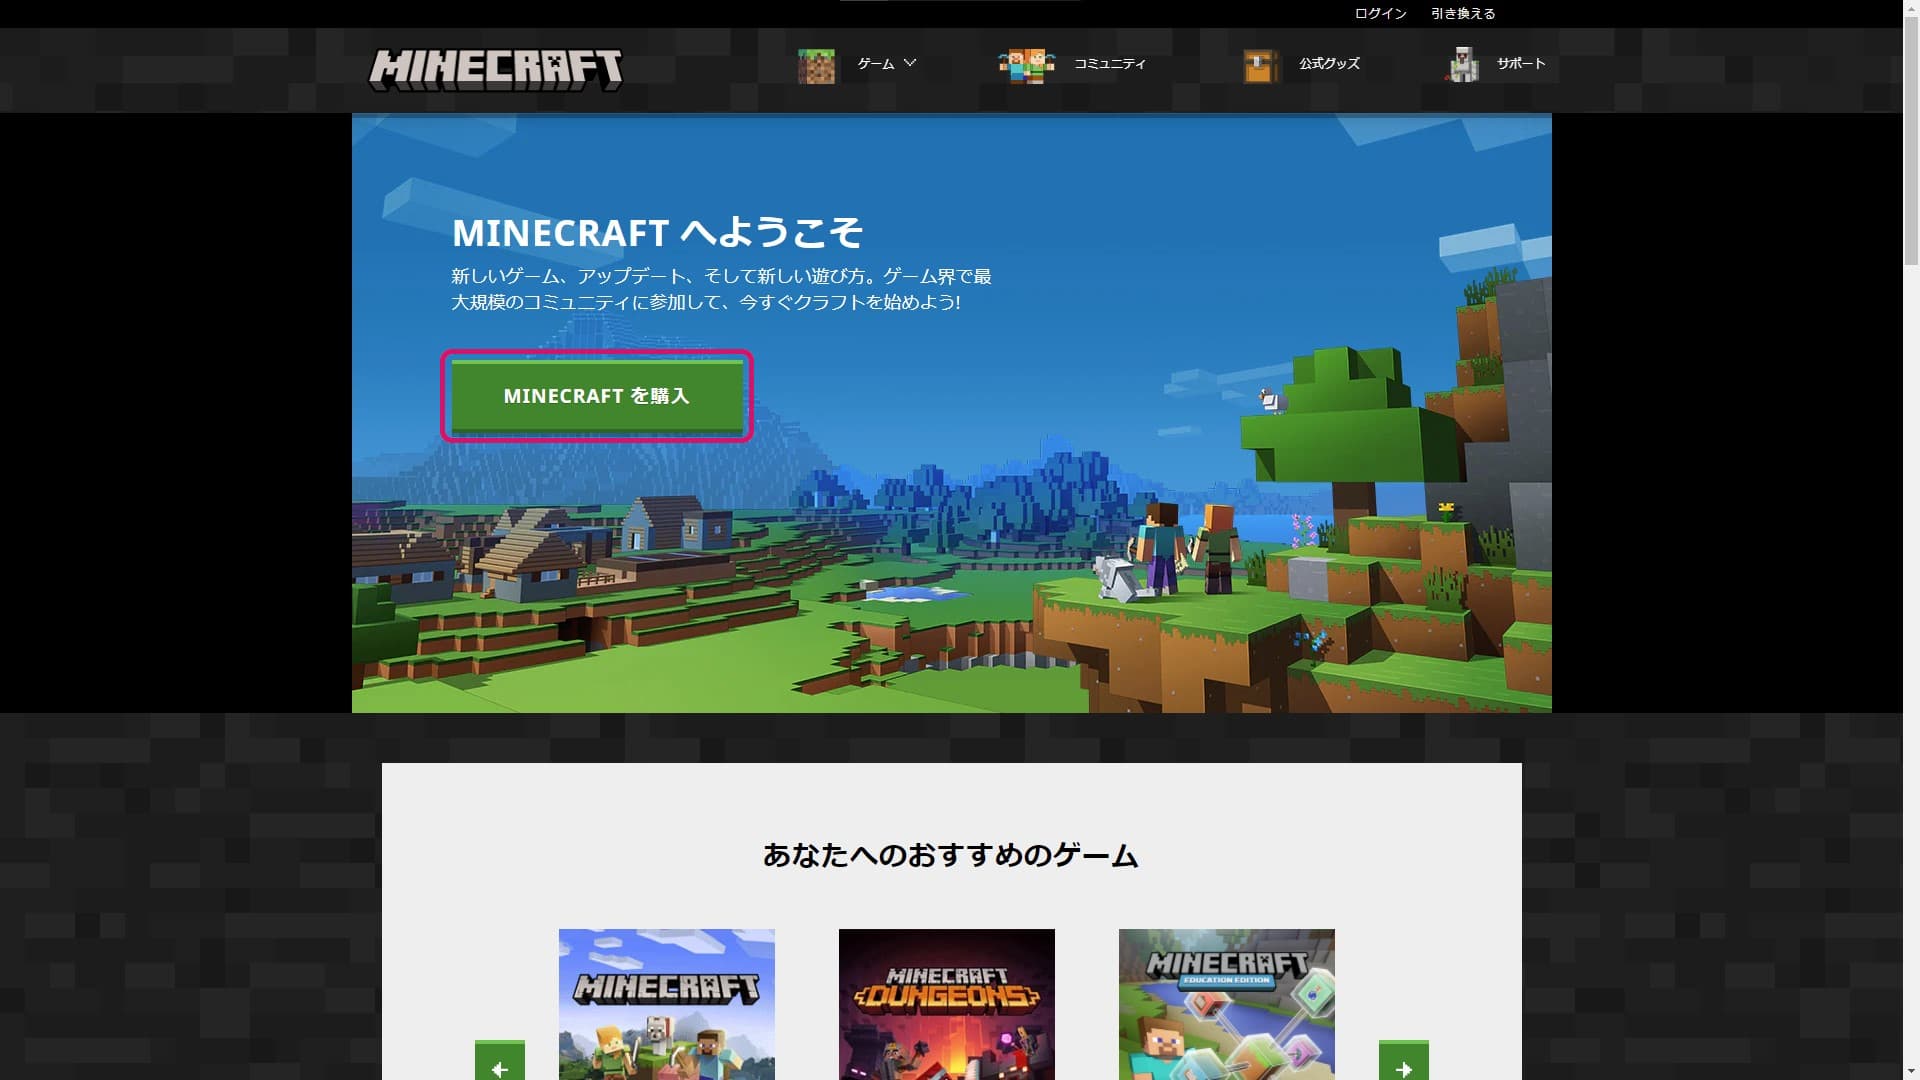 ログイン 引き換える
MINECRAFT ゲーム コミュニティ 公式グッズ サポート
MINECRAFT へようこそ
新しいゲーム、アップデート、そして新しい遊び方。ゲーム界で最
大規模のコミュニティに参加して、今すぐクラフトを始めよう!
MINECRAFT を購入
あなたへのおすすめのゲーム
MINECRAFT
MINECRAFT
DUNGEONS
MINECRAFT
EDUCATION EDITION